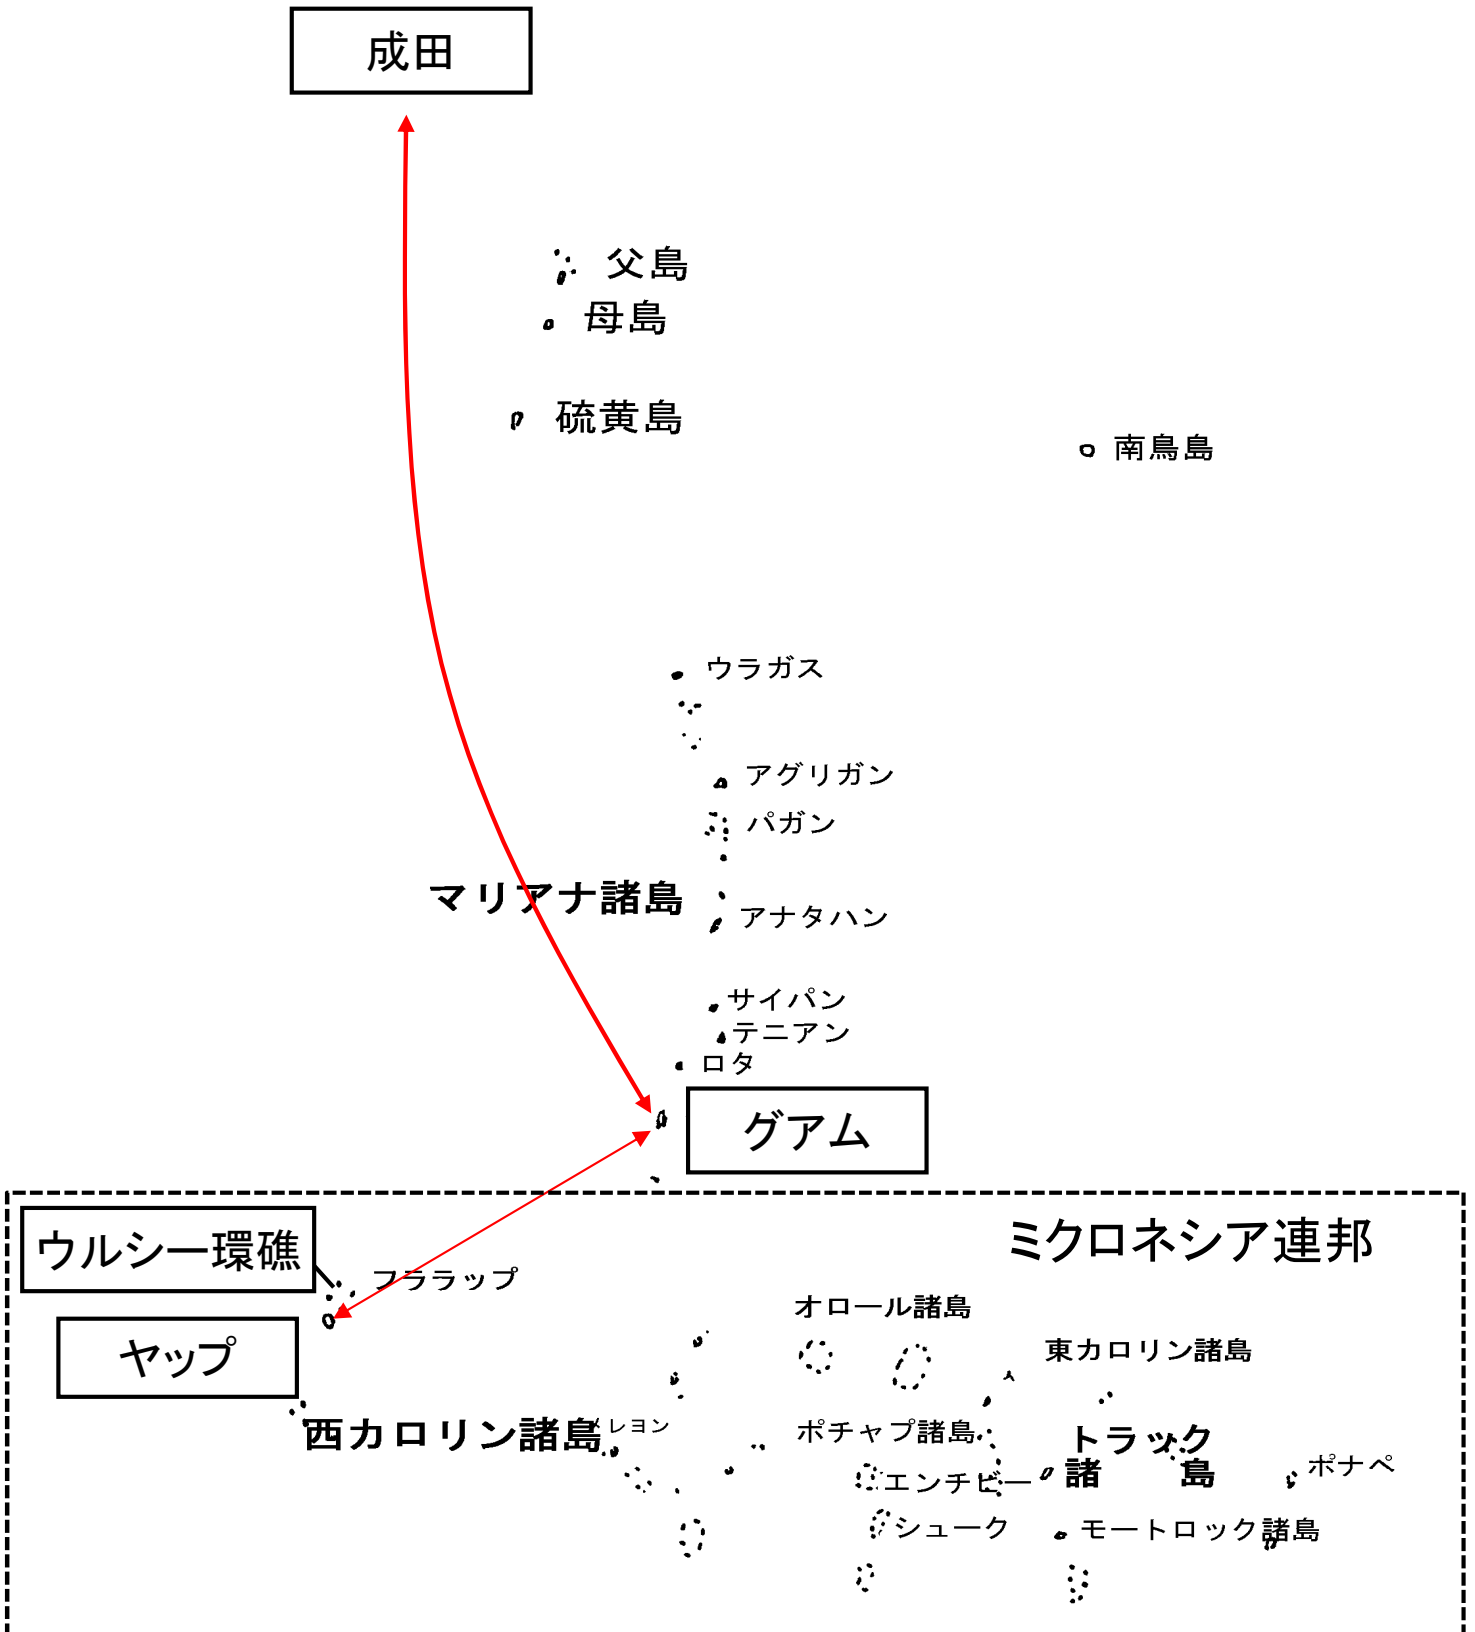 成田
父島
母島
硫黄島
南鳥島
ウラガス
アグリガン
パガン
マリアナ諸島
アナタハン
サイパン
テニアン
ロタ
グアム
ウルシー環礁
ミクロネシア連邦
フララップ
オロール諸島
ヤップ
東カロリン諸島
西カロリン諸島
メレヨン
ポチャプ諸島
トラック
諸 島
ポナペ
エンチビー
シューク
モートロック諸島